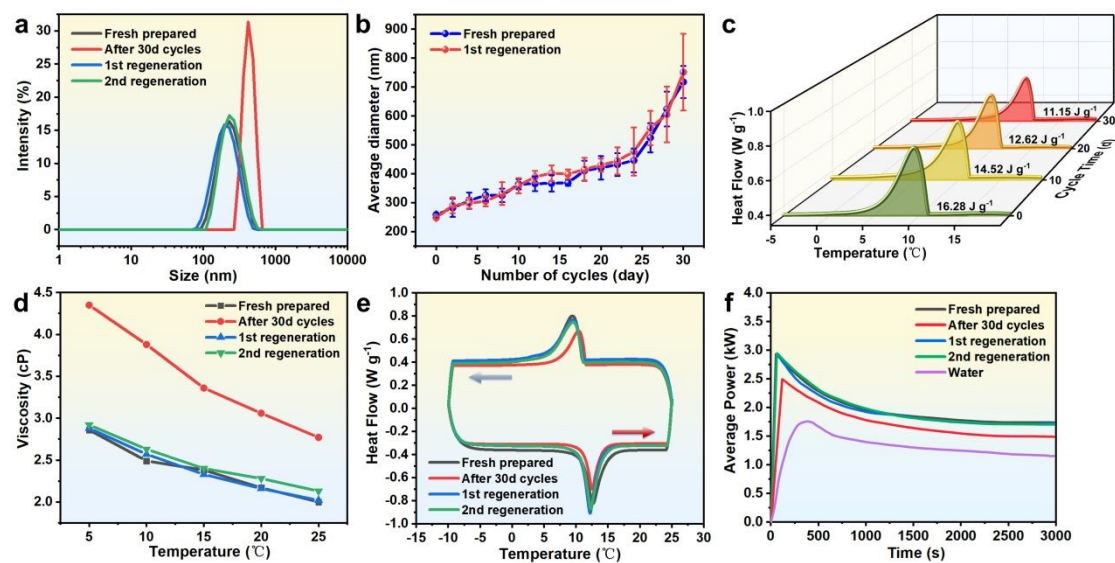 a
Intensity (%)
35
30
25
20
15
10
5
0
Fresh prepared
After 30d cycles
1st regeneration
2nd regeneration
1 10 100 1000 10000
Size (nm)
b
Average diameter (nm)
900
800
700
600
500
400
300
200
Fresh prepared
1st regeneration
0 5 10 15 20 25 30
Number of cycles (day)
c
Heat Flow (W g-1)
1.0
0.9
0.8
0.7
0.6
0.5
0.4
11.15 J g-1
12.62 J g-1
14.52 J g-1
16.28 J g-1
30
20
10
0
Cycle Time (d)
-5 0 5 10 15
Temperature (℃)
d
Viscosity (cP)
4.5
4.0
3.5
3.0
2.5
2.0
Fresh prepared
After 30d cycles
1st regeneration
2nd regeneration
5 10 15 20 25
Temperature (℃)
e
Heat Flow (W g-1)
1.0
0.8
0.6
0.4
0.2
0.0
-0.2
-0.4
-0.6
-0.8
-1.0
Fresh prepared
After 30d cycles
1st regeneration
2nd regeneration
-15 -10 -5 0 5 10 15 20 25 30
Temperature (℃)
f
Average Power (kW)
4.0
3.5
3.0
2.5
2.0
1.5
1.0
0.5
0.0
Fresh prepared
After 30d cycles
1st regeneration
2nd regeneration
Water
0 500 1000 1500 2000 2500 3000
Time (s)